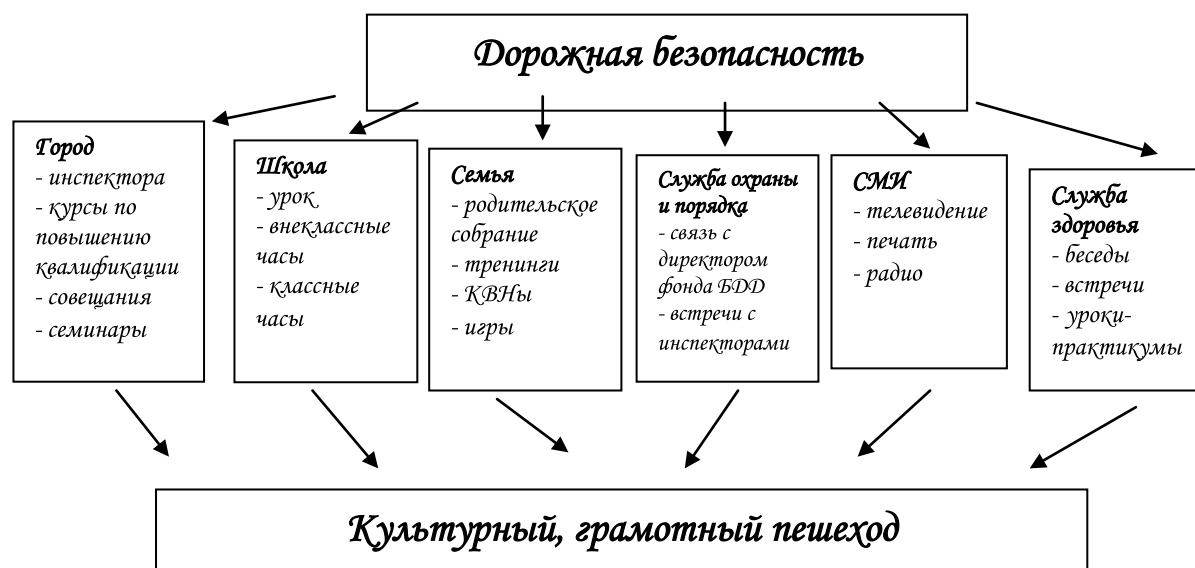 Дорожная безопасность
Город
- инспектора
- курсы по
повышению
квалификации
- совещания
- семинары
Школа
- урок
- внеклассные
часы
- классные
часы
Семья
- родительское
собрание
- тренинги
- КВНы
- игры
Служба охраны
и порядка
- связь с
директором
фонда БДД
- встречи с
инспекторами
СМИ
- телевидение
- печать
- радио
Служба
здоровья
- беседы
- встречи
- уроки-
практикумы
Культурный, грамотный пешеход